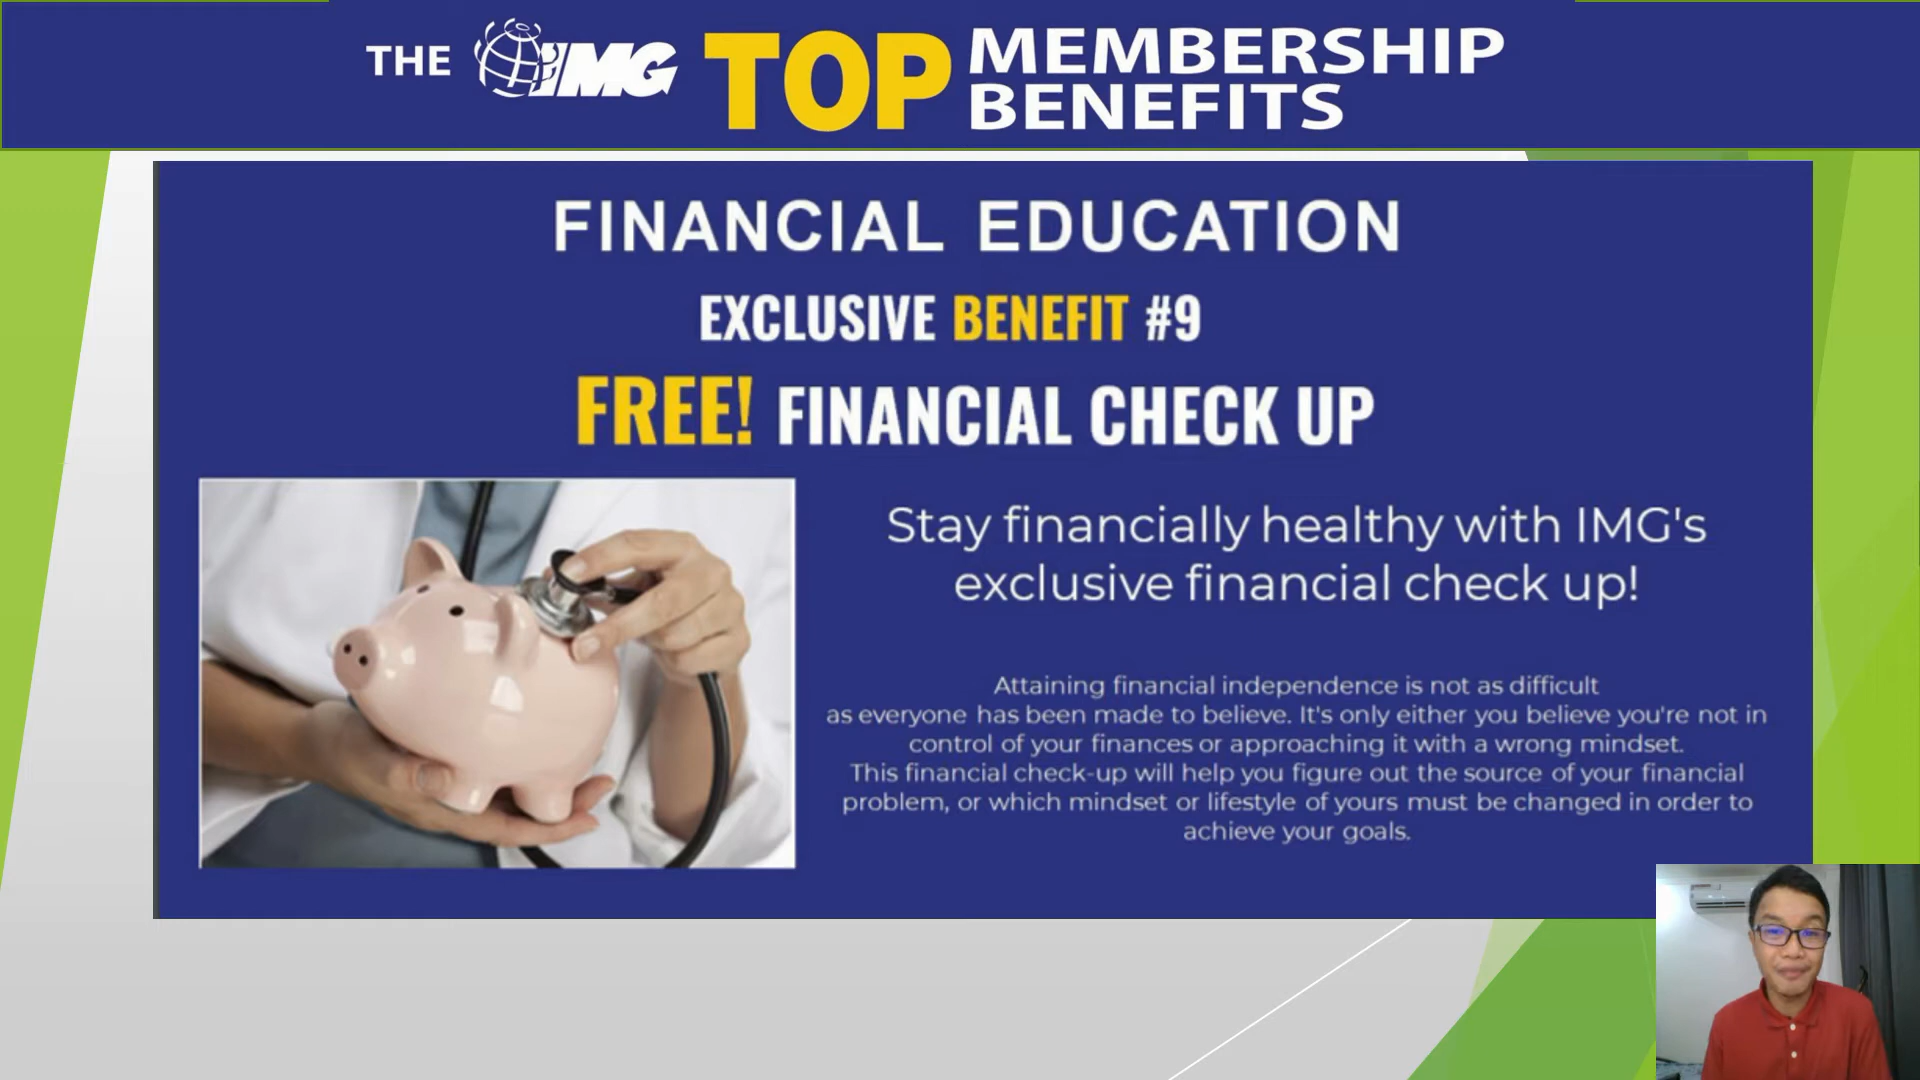 THE IMG TOP MEMBERSHIP BENEFITS
FINANCIAL EDUCATION
EXCLUSIVE BENEFIT #9
FREE! FINANCIAL CHECK UP
Stay financially healthy with IMG's
exclusive financial check up!
Attaining financial independence is not as difficult
as everyone has been made to believe. It's only either you believe you're not in
control of your finances or approaching it with a wrong mindset.
This financial check-up will help you figure out the source of your financial
problem, or which mindset or lifestyle of yours must be changed in order to
achieve your goals.